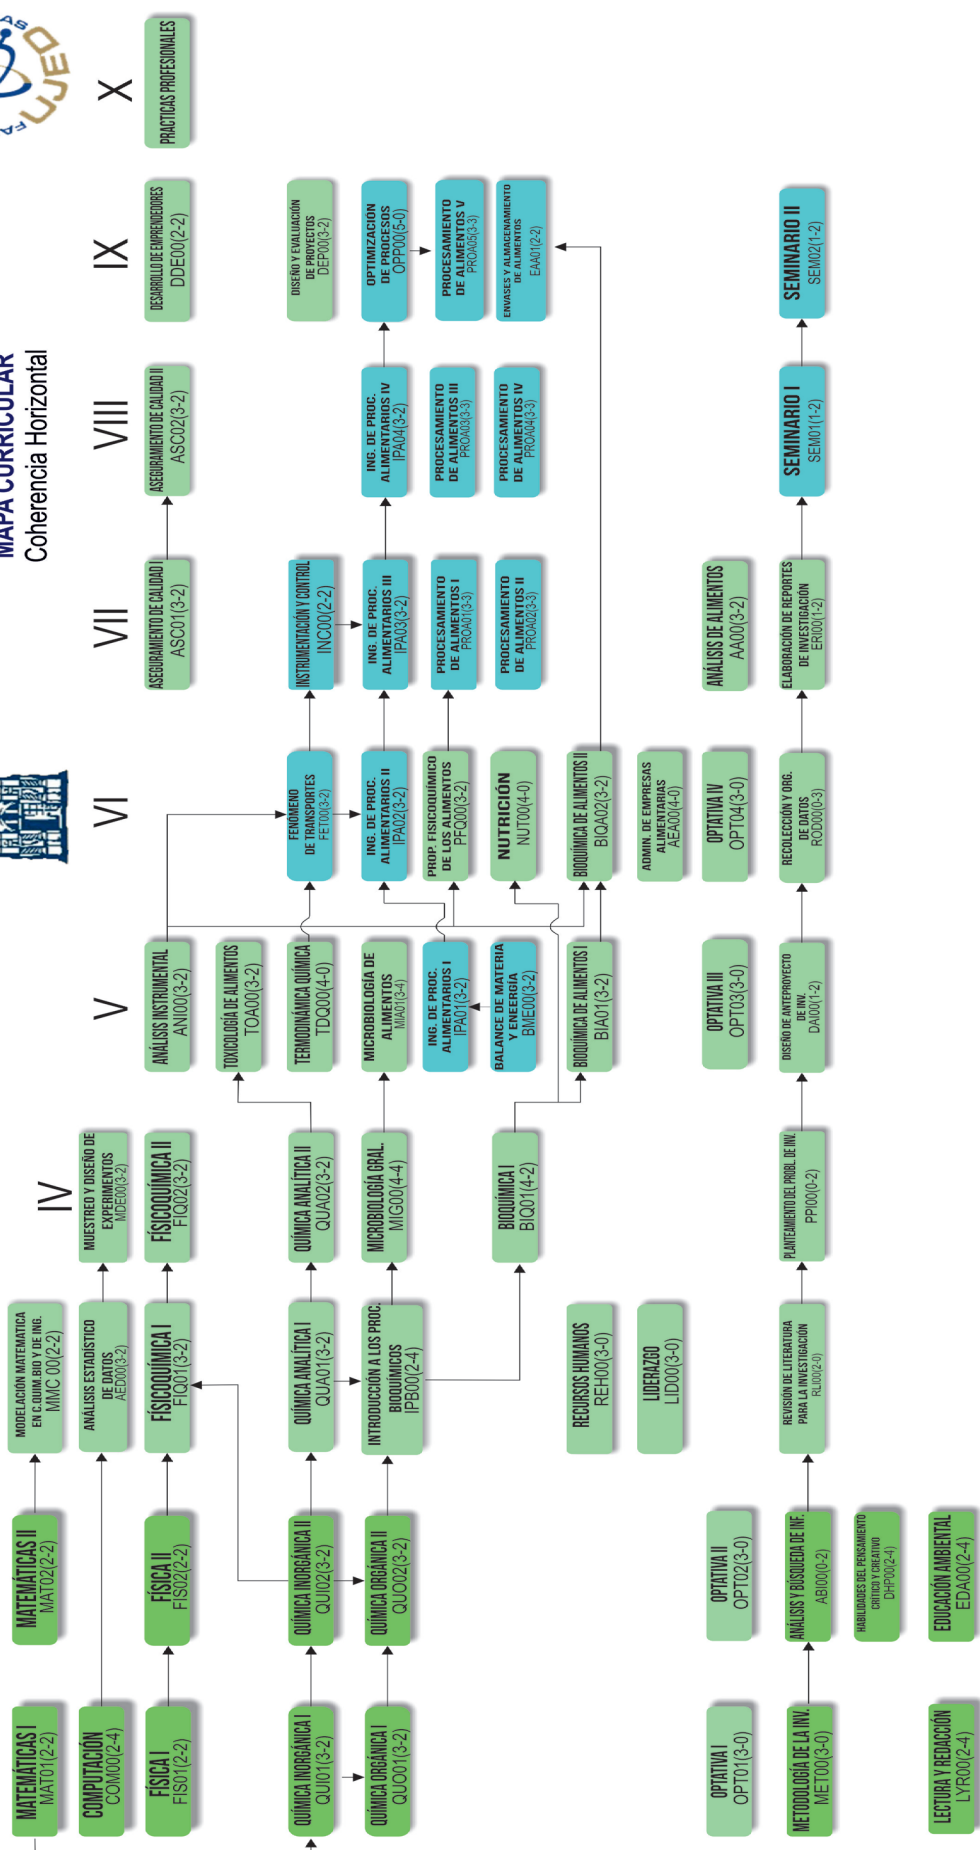 MAPA CURRICULAR
Coherencia Horizontal
FA
AS
UJED
IV
V
VI
VII
VIII
IX
X
MATEMÁTICAS I
MAT01(2-2)
COMPUTACIÓN
COM00(2-4)
FÍSICA I
FIS01(2-2)
QUÍMICA INORGÁNICA I
QUI01(3-2)
QUÍMICA ORGÁNICA I
QUO01(3-2)
OPTATIVA I
OPT01(3-0)
METODOLOGÍA DE LA INV.
MET00(3-0)
LECTURA Y REDACCIÓN
LYR00(2-4)
MATEMÁTICAS II
MAT02(2-2)
FÍSICA II
FIS02(2-2)
QUÍMICA INORGÁNICA II
QUI02(3-2)
QUÍMICA ORGÁNICA II
QUO02(3-2)
OPTATIVA II
OPT02(3-0)
ANÁLISIS Y BÚSQUEDA DE INF.
ABI00(0-2)
HABILIDADES DEL PENSAMIENTO
CRÍTICO Y CREATIVO
DHP00(2-4)
EDUCACIÓN AMBIENTAL
EDA00(2-4)
MODELACIÓN MATEMATICA
EN C.QUIM.BIO Y DE ING.
MMC 00(2-2)
ANÁLISIS ESTADÍSTICO
DE DATOS
AED00(3-2)
FÍSICOQUÍMICA I
FIQ01(3-2)
QUÍMICA ANALÍTICA I
QUA01(3-2)
INTRODUCCIÓN A LOS PROC.
BIOQUÍMICOS
IPB00(2-4)
RECURSOS HUMANOS
REH00(3-0)
LIDERAZGO
LID00(3-0)
REVISIÓN DE LITERATURA
PARA LA INVESTIGACIÓN
RLI00(2-0)
MUESTREO Y DISEÑO DE
EXPERIMENTOS
MDE00(3-2)
FÍSICOQUÍMICA II
FIQ02(3-2)
QUÍMICA ANALÍTICA II
QUA02(3-2)
MICROBIOLOGÍA GRAL.
MIG00(4-4)
BIOQUÍMICA I
BIQ01(4-2)
PLANTEAMIENTO DEL PROBL. DE INV.
PPI00(0-2)
ANÁLISIS INSTRUMENTAL
ANI00(3-2)
TOXICOLOGÍA DE ALIMENTOS
TOA00(3-2)
TERMODINÁMICA QUÍMICA
TDQ00(4-0)
MICROBIOLOGÍA DE
ALIMENTOS
MIA01(3-4)
ING. DE PROC.
ALIMENTARIOS I
IPA01(3-2)
BALANCE DE MATERIA
Y ENEERGÍA
BME00(3-2)
BIOQUÍMICA DE ALIMENTOS I
BIA01(3-2)
OPTATIVA III
OPT03(3-0)
DISEÑO DE ANTEPROYECTO
DE INV.
DAI00(1-2)
FENOMENO
DE TRANSPORTES
FET00(3-2)
ING. DE PROC.
ALIMENTARIOS II
IPA02(3-2)
PROP. FISICOQUÍMICO
DE LOS ALIMENTOS
PFQ00(3-2)
NUTRICIÓN
NUT00(4-0)
BIOQUÍMICA DE ALIMENTOS II
BIQA02(3-2)
ADMIN. DE EMPRESAS
ALIMENTARIAS
AEA00(4-0)
OPTATIVA IV
OPT04(3-0)
RECOLECCIÓN Y ORG.
DE DATOS
ROD00(0-3)
ASEGURAMIENTO DE CALIDAD I
ASC01(3-2)
INSTRUMENTACIÓN Y CONTROL
INC00(2-2)
ING. DE PROC.
ALIMENTARIOS III
IPA03(3-2)
PROCESAMIENTO
DE ALIMENTOS I
PROA01(3-3)
PROCESAMIENTO
DE ALIMENTOS II
PROA02(3-3)
ANÁLISIS DE ALIMENTOS
AA00(3-2)
ELABORACIÓN DE REPORTES
DE INVESTIGACIÓN
ERI00(1-2)
ASEGURAMIENTO DE CALIDAD II
ASC02(3-2)
ING. DE PROC.
ALIMENTARIOS IV
IPA04(3-2)
PROCESAMIENTO
DE ALIMENTOS III
PROA03(3-3)
PROCESAMIENTO
DE ALIMENTOS IV
PROA04(3-3)
SEMINARIO I
SEM01(1-2)
DESARROLLO DE EMPRENDEDORES
DDE00(2-2)
DISEÑO Y EVALUACIÓN
DE PROYECTOS
DEP00(3-2)
OPTIMIZACIÓN
DE PROCESOS
OPP00(5-0)
PROCESAMIENTO
DE ALIMENTOS V
PROA05(3-3)
ENVASES Y ALMACENAMIENTO
DE ALIMENTOS
EAA01(2-2)
SEMINARIO II
SEM02(1-2)
PRACTICAS PROFESIONALES